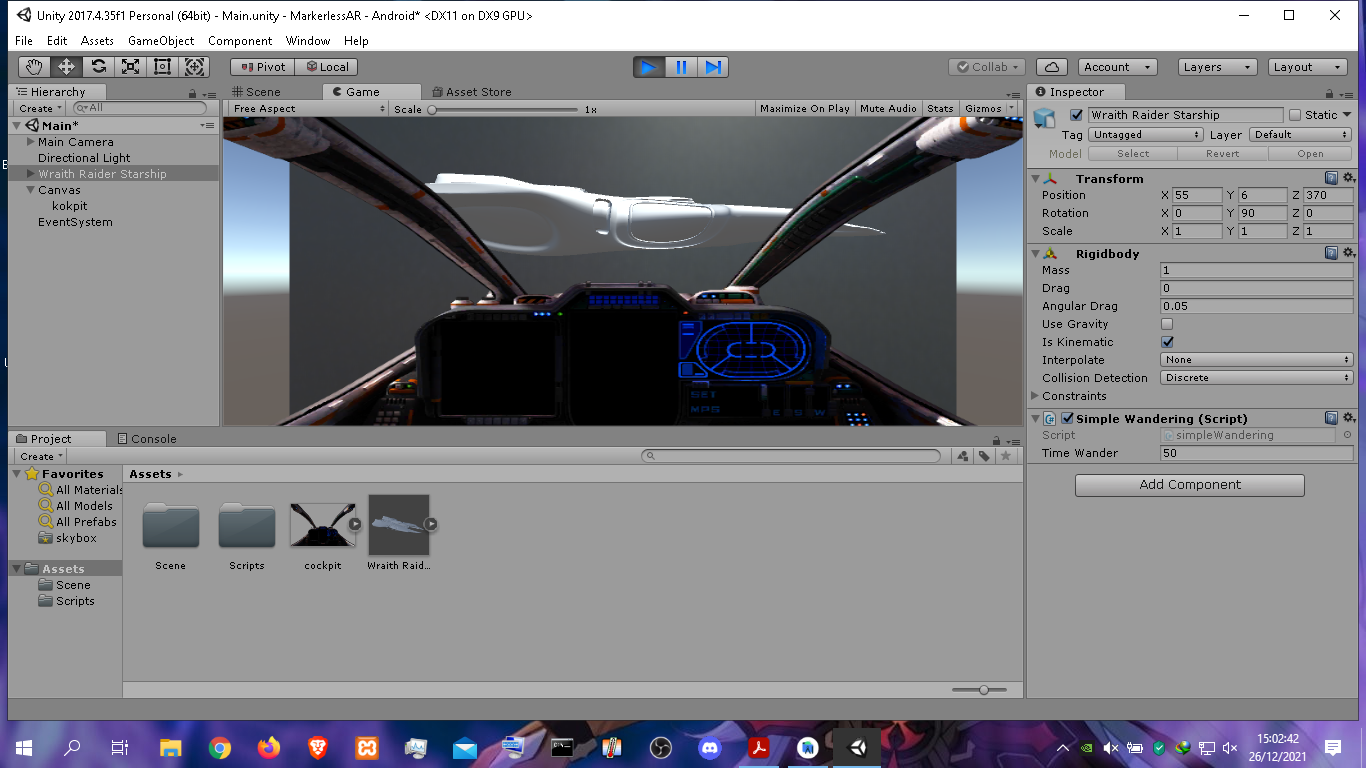 Unity 2017.4.35f1 Personal (64bit) - Main.unity - MarkerlessAR - Android* <DX11 on DX9 GPU>
File Edit Assets GameObject Component Window Help
Pivot Local Collab Account Layers Layout
Hierarchy
Create All
Main*
Main Camera
Directional Light
Wraith Raider Starship
Canvas
kokpit
EventSystem
Scene Game Asset Store
Free Aspect Scale 1x Maximize On Play Mute Audio Stats Gizmos
SET
MPS
E S W
Inspector
Wraith Raider Starship Static
Tag Untagged Layer Default
Model Select Revert Open
Transform
Position X 55 Y 6 Z 370
Rotation X 0 Y 90 Z 0
Scale X 1 Y 1 Z 1
Rigidbody
Mass 1
Drag 0
Angular Drag 0.05
Use Gravity
Is Kinematic
Interpolate None
Collision Detection Discrete
Constraints
Simple Wandering (Script)
Script simpleWandering
Time Wander 50
Add Component
Project Console
Create
Favorites
All Materials
All Models
All Prefabs
skybox
Assets
Scene
Scripts
Assets
Scene Scripts cockpit Wraith Raid...
15:02:42
26/12/2021